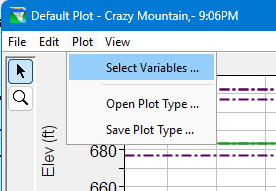 Default Plot - Crazy Mountain,- 9:06PM
File Edit Plot View
Select Variables ...
Open Plot Type ...
Save Plot Type ...
Elev (ft)
680
660